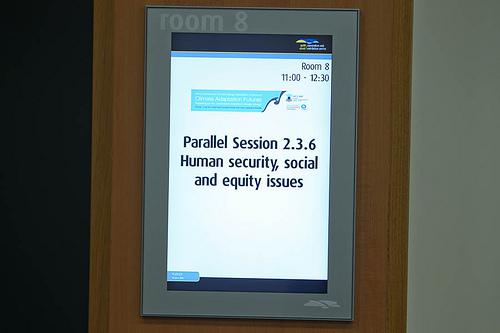 room 8
Room 8
11:00 - 12:30
Climate Adaptation Futures
Parallel Session 2.3.6
Human security, social
and equity issues